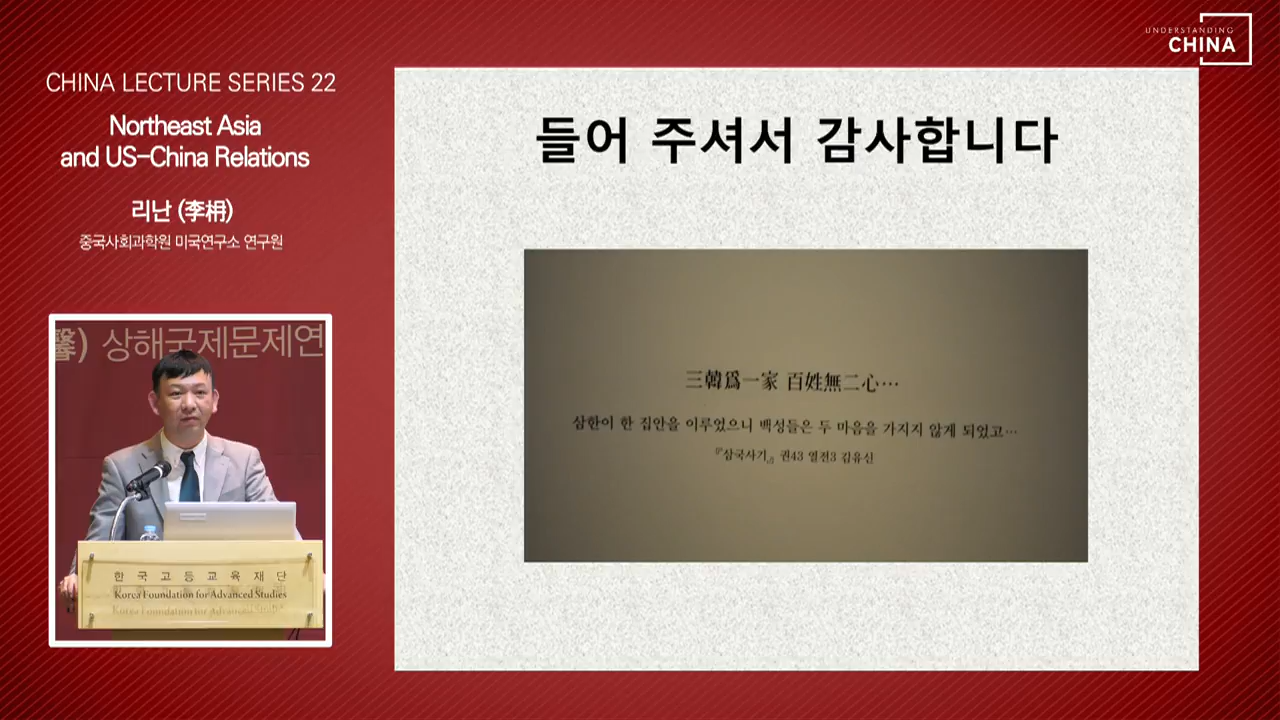 UNDERSTANDING
CHINA
CHINA LECTURE SERIES 22
Northeast Asia
and US-China Relations
리난 (李枏)
중국사회과학원 미국연구소 연구원
들어 주셔서 감사합니다
三韓爲一家 百姓無二心…
삼한이 한 집안을 이루었으니 백성들은 두 마음을 가지지 않게 되었고…
『삼국사기』 권43 열전3 김유신
馨) 상해국제문제연
한국고등교육재단
Korea Foundation for Advanced Studies